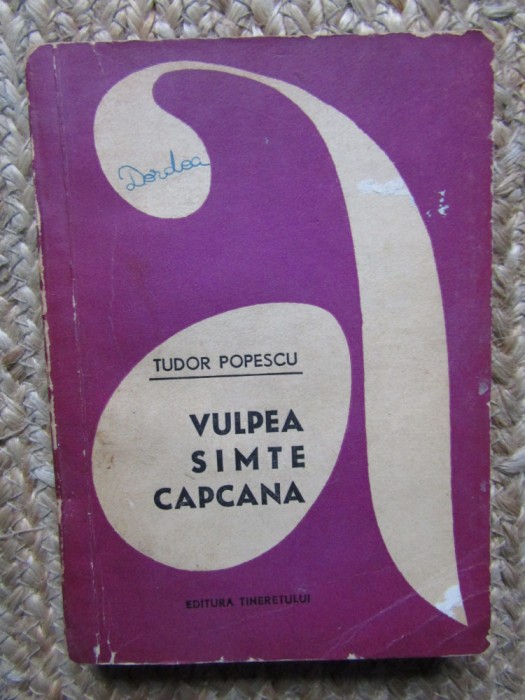 Dordea
TUDOR POPESCU
VULPEA
SIMTE
CAPCANA
EDITURA TINERETULUI